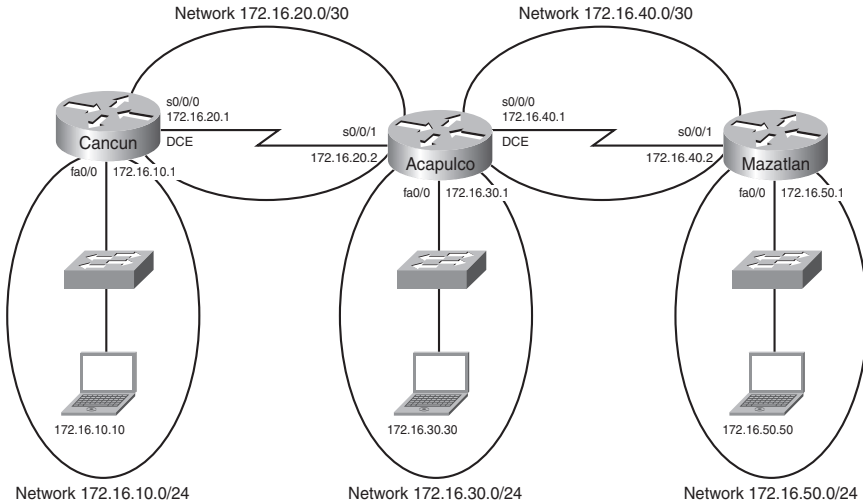 Network 172.16.20.0/30
Network 172.16.40.0/30
s0/0/0
172.16.20.1
DCE
s0/0/1
172.16.20.2
s0/0/0
172.16.40.1
DCE
s0/0/1
172.16.40.2
Cancun
Acapulco
Mazatlan
fa0/0
172.16.10.1
fa0/0
172.16.30.1
fa0/0
172.16.50.1
172.16.10.10
172.16.30.30
172.16.50.50
Network 172.16.10.0/24
Network 172.16.30.0/24
Network 172.16.50.0/24